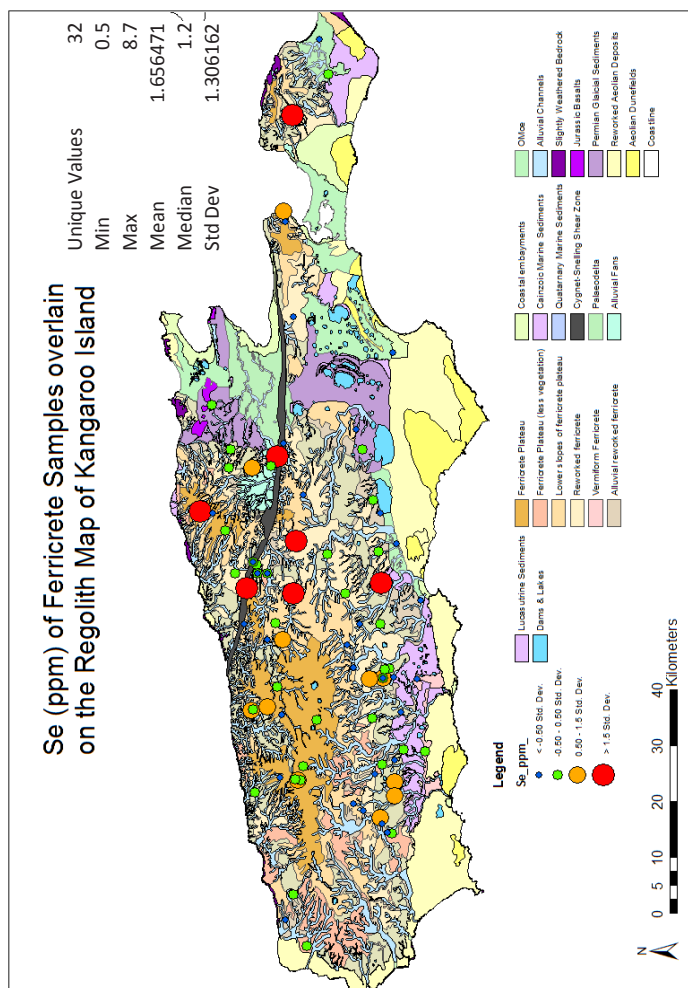 Se (ppm) of Ferricrete Samples overlain
on the Regolith Map of Kangaroo Island
Unique Values 32
Min 0.5
Max 8.7
Mean 1.656471
Median 1.2
Std Dev 1.306162
Legend
Se_ppm_
< -0.50 Std. Dev.
-0.50 - 0.50 Std. Dev.
0.50 - 1.5 Std. Dev.
> 1.5 Std. Dev.
Lucasutrine Sediments
Dams & Lakes
Ferricrete Plateau
Ferricrete Plateau (less vegetation)
Lower slopes of ferricrete plateau
Reworked ferricrete
Vermiform Ferricrete
Alluvial reworked ferricrete
Coastal embayments
Cainzoic Marine Sediments
Quatarnary Marine Sediments
Cygnet-Snelling Shear Zone
Palaeodelta
Alluvial Fans
OMoe
Alluvial Channels
Slightly Weathered Bedrock
Jurassic Basalts
Permian Glaicial Sediments
Reworked Aeolian Deposits
Aeolian Dunefields
Coastline
N
0 5 10 20 30 40
Kilometers